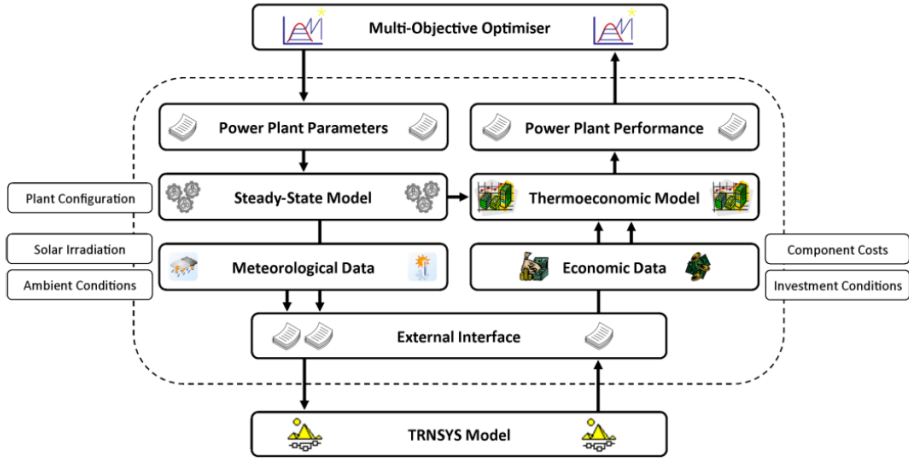 Multi-Objective Optimiser
Power Plant Parameters
Power Plant Performance
Plant Configuration
Steady-State Model
Thermoeconomic Model
Solar Irradiation
Ambient Conditions
Meteorological Data
Economic Data
Component Costs
Investment Conditions
External Interface
TRNSYS Model